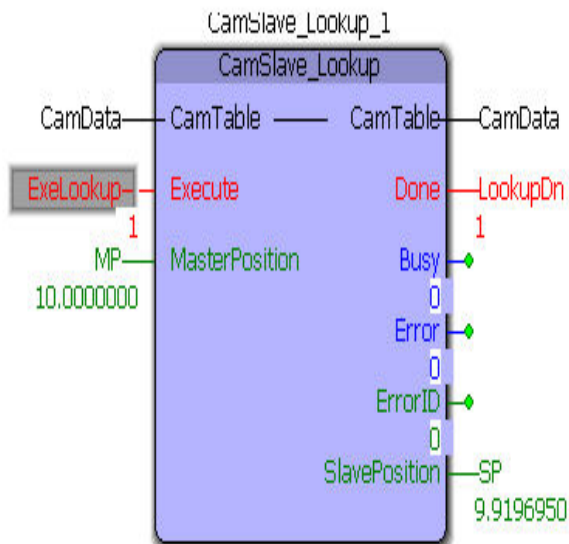 CamSlave_Lookup_1
CamSlave_Lookup
CamData CamTable CamTable CamData
ExeLookup Execute Done LookupDn
1 1
MP MasterPosition Busy
10.0000000 0
Error
0
ErrorID
0
SlavePosition SP
9.9196950